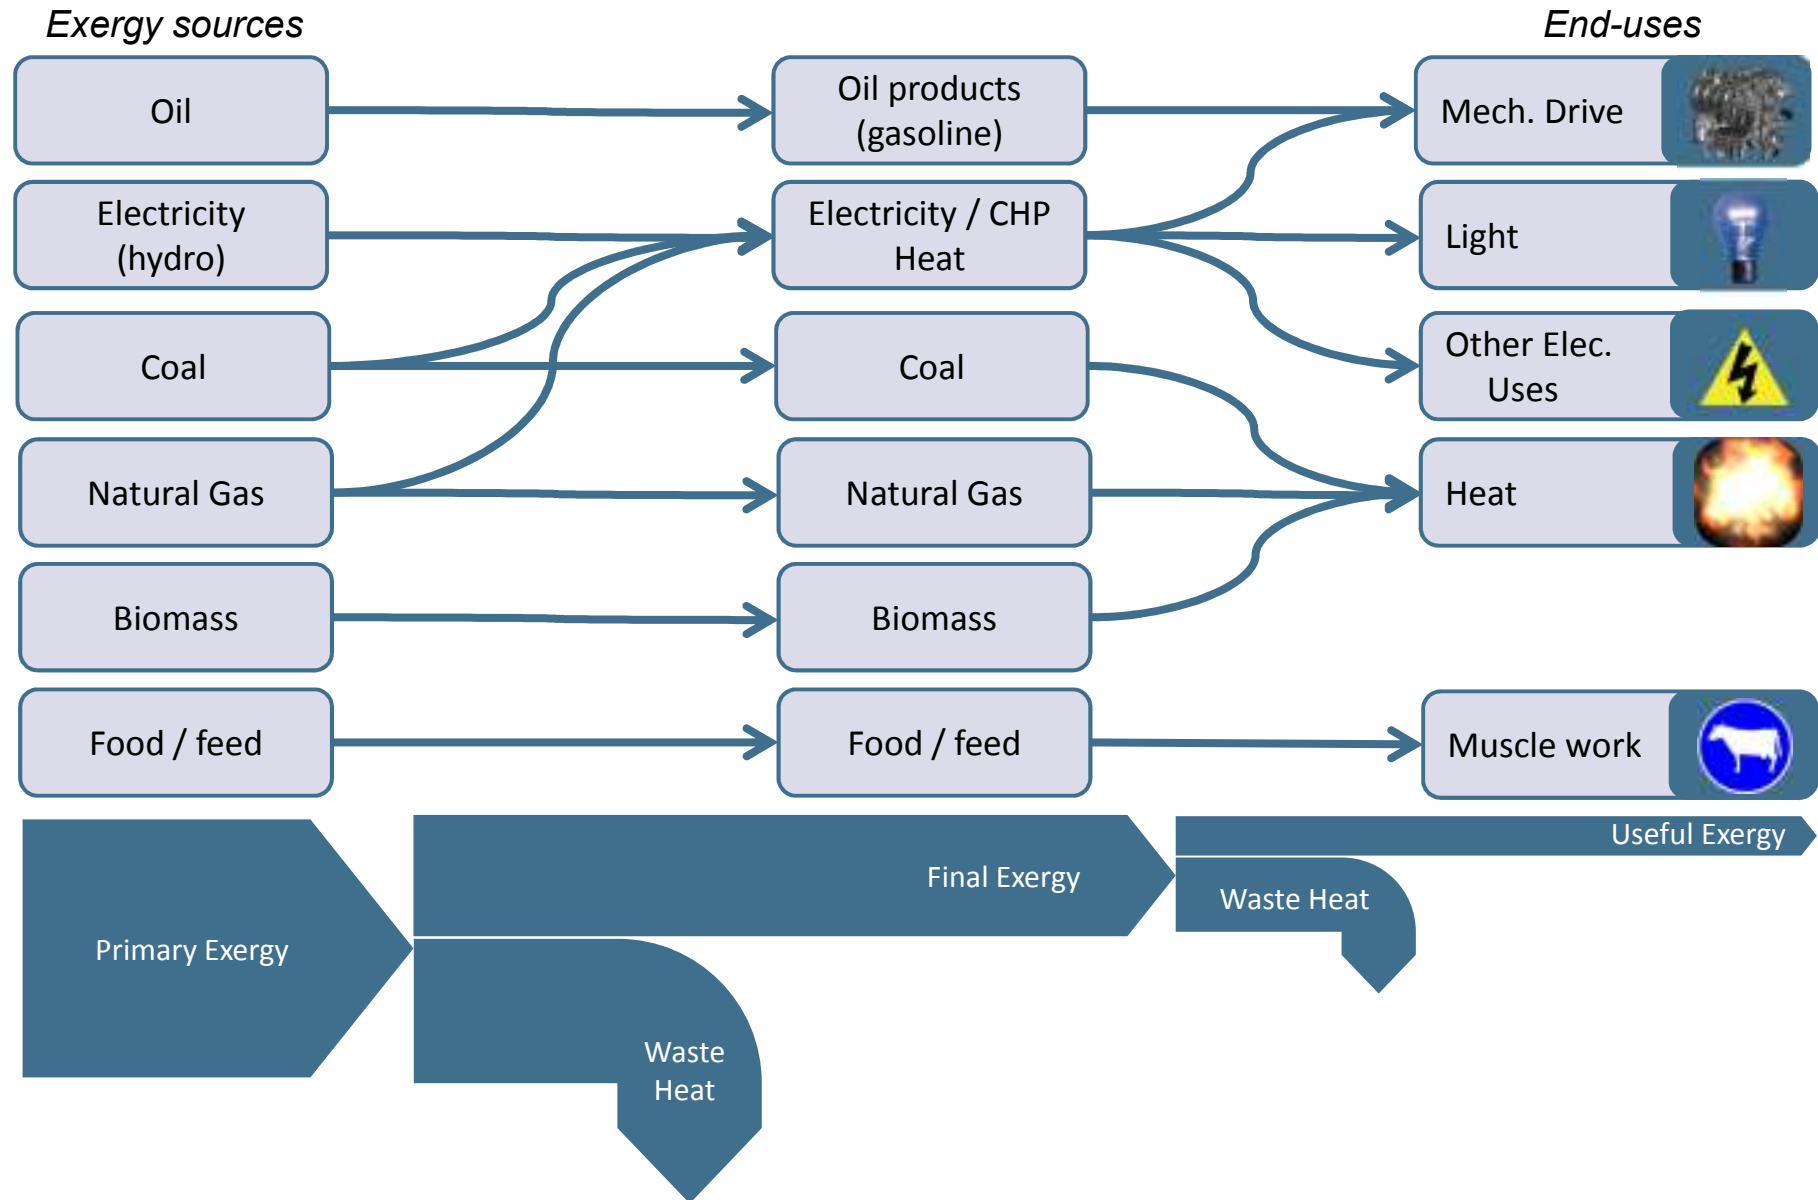 Exergy sources
End-uses
Oil
Oil products
(gasoline)
Mech. Drive
Electricity
(hydro)
Electricity / CHP
Heat
Light
Coal
Coal
Other Elec.
Uses
Natural Gas
Natural Gas
Heat
Biomass
Biomass
Food / feed
Food / feed
Muscle work
Useful Exergy
Final Exergy
Waste Heat
Primary Exergy
Waste
Heat